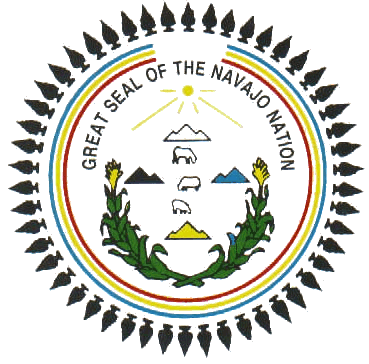 GREAT SEAL OF THE NAVAJO NATION